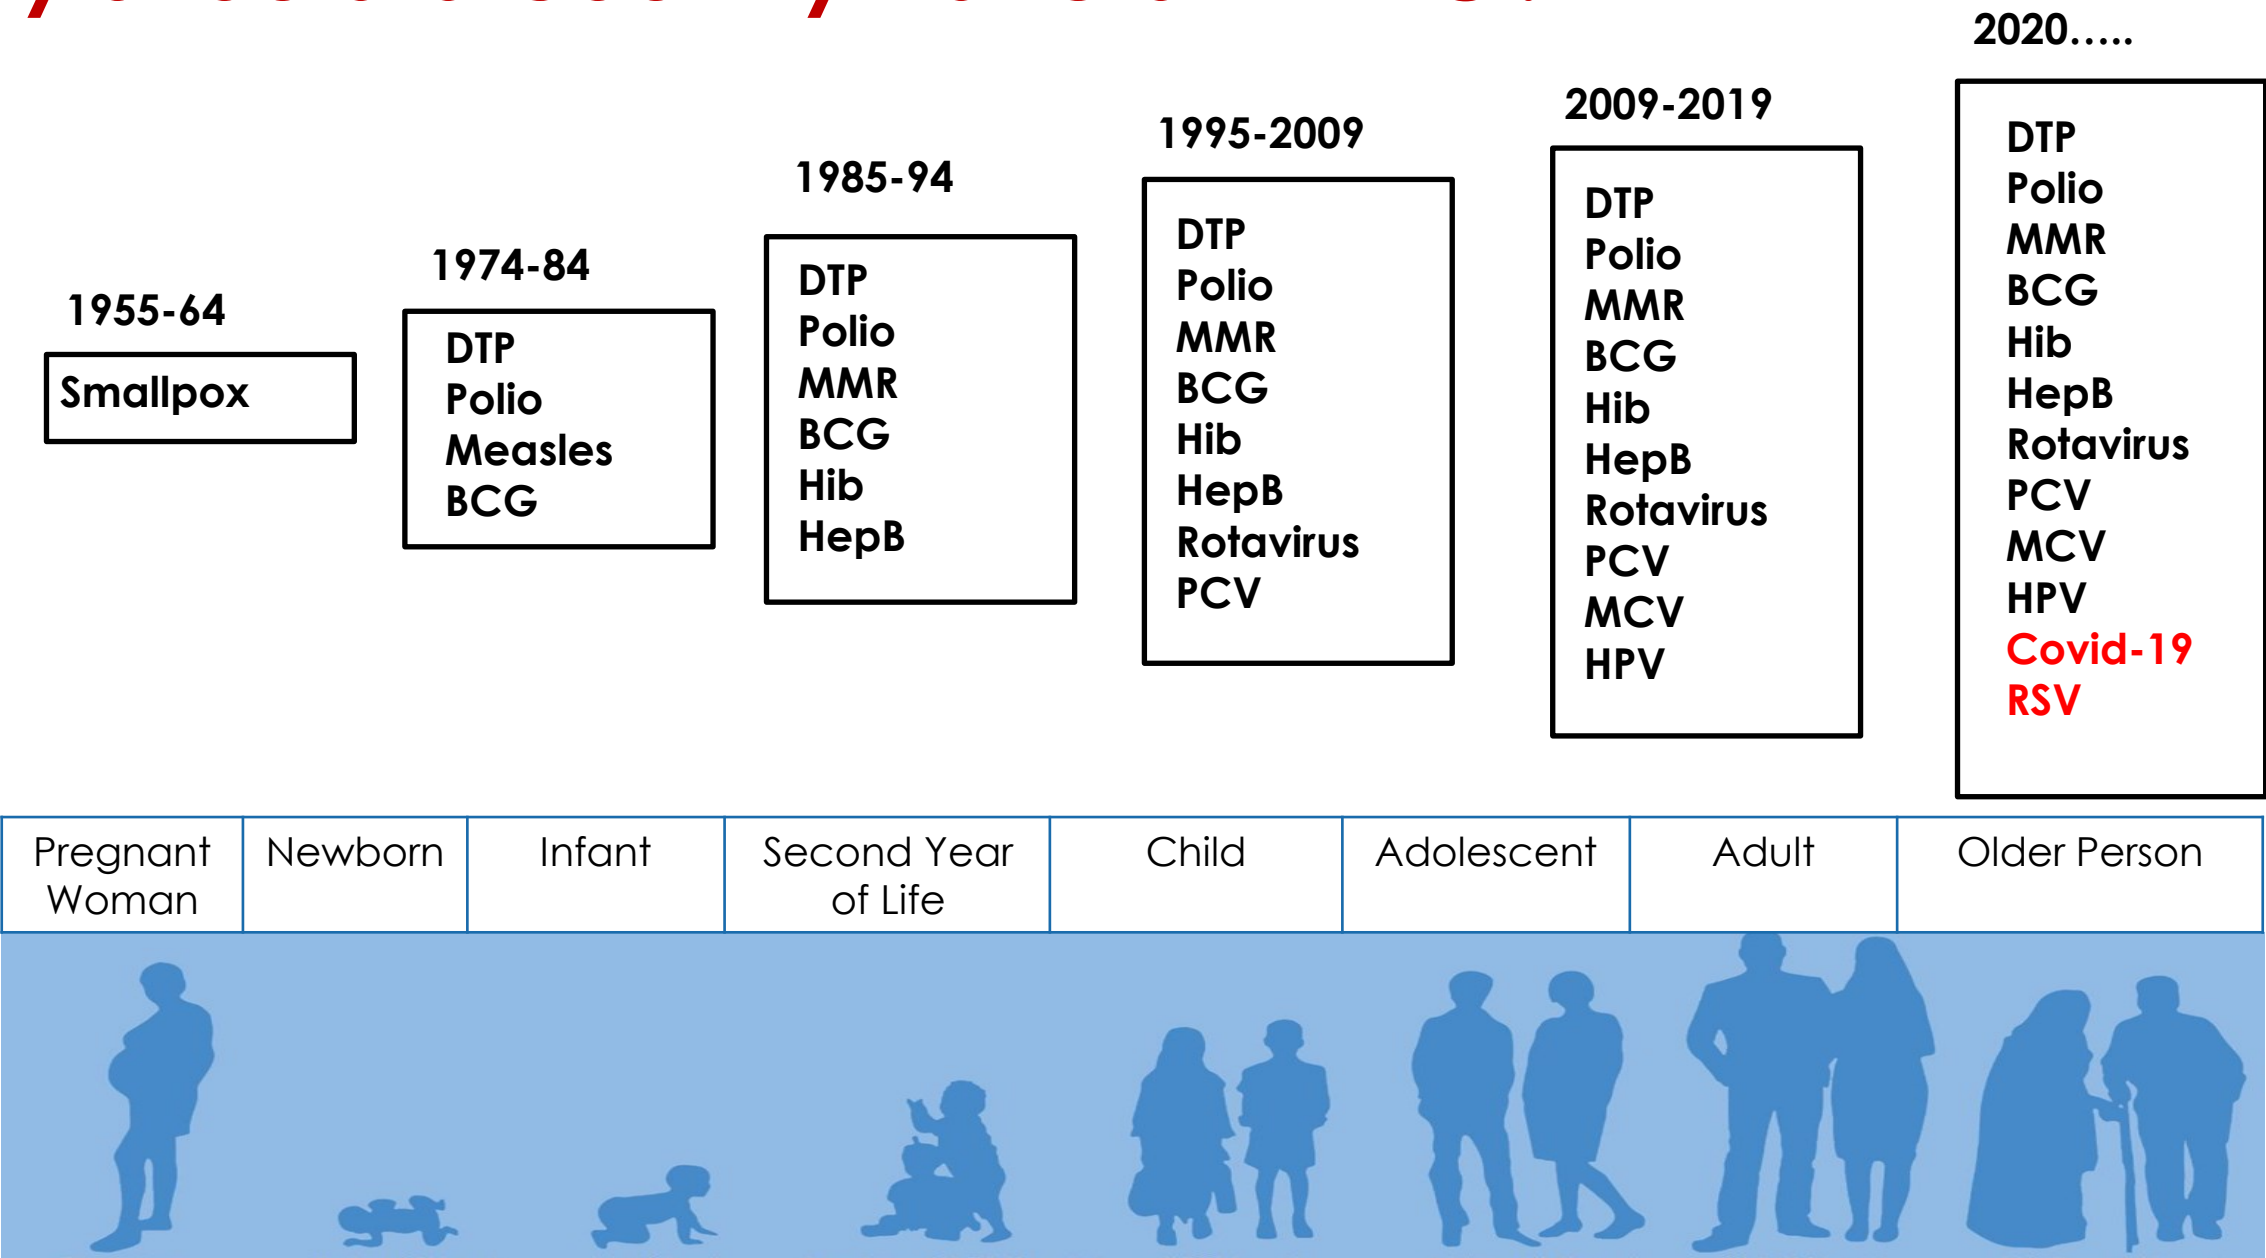 2020.....
2009-2019
1995-2009
1985-94
1974-84
1955-64
Smallpox
DTP
Polio
Measles
BCG
DTP
Polio
MMR
BCG
Hib
HepB
DTP
Polio
MMR
BCG
Hib
HepB
Rotavirus
PCV
DTP
Polio
MMR
BCG
Hib
HepB
Rotavirus
PCV
MCV
HPV
DTP
Polio
MMR
BCG
Hib
HepB
Rotavirus
PCV
MCV
HPV
Covid-19
RSV
Pregnant
Woman
Newborn
Infant
Second Year
of Life
Child
Adolescent
Adult
Older Person